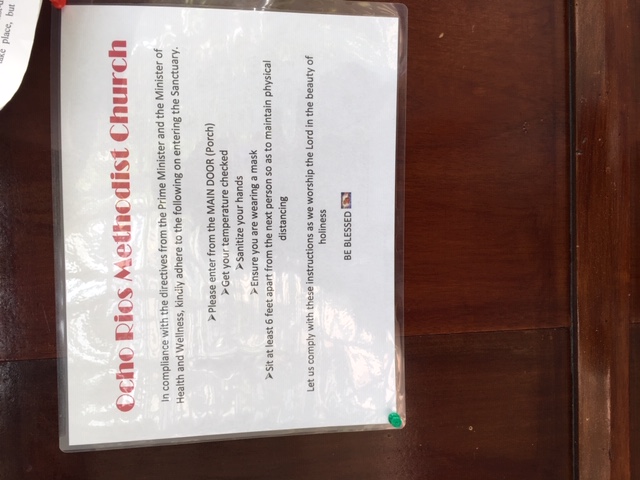 Ocho Rios Methodist Church
In compliance with the directives from the Prime Minister and the Minister of
Health and Wellness, kindly adhere to the following on entering the Sanctuary.
➢Please enter from the MAIN DOOR (Porch)
➢Get your temperature checked
➢Sanitize your hands
➢Ensure you are wearing a mask
➢Sit at least 6 feet apart from the next person so as to maintain physical
distancing
Let us comply with these instructions as we worship the Lord in the beauty of
holiness
BE BLESSED
take place, but